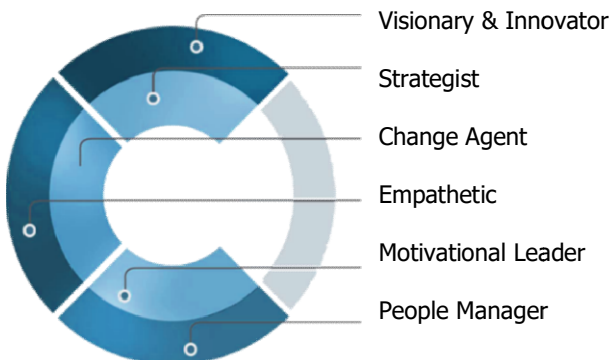 Visionary & Innovator
Strategist
Change Agent
Empathetic
Motivational Leader
People Manager